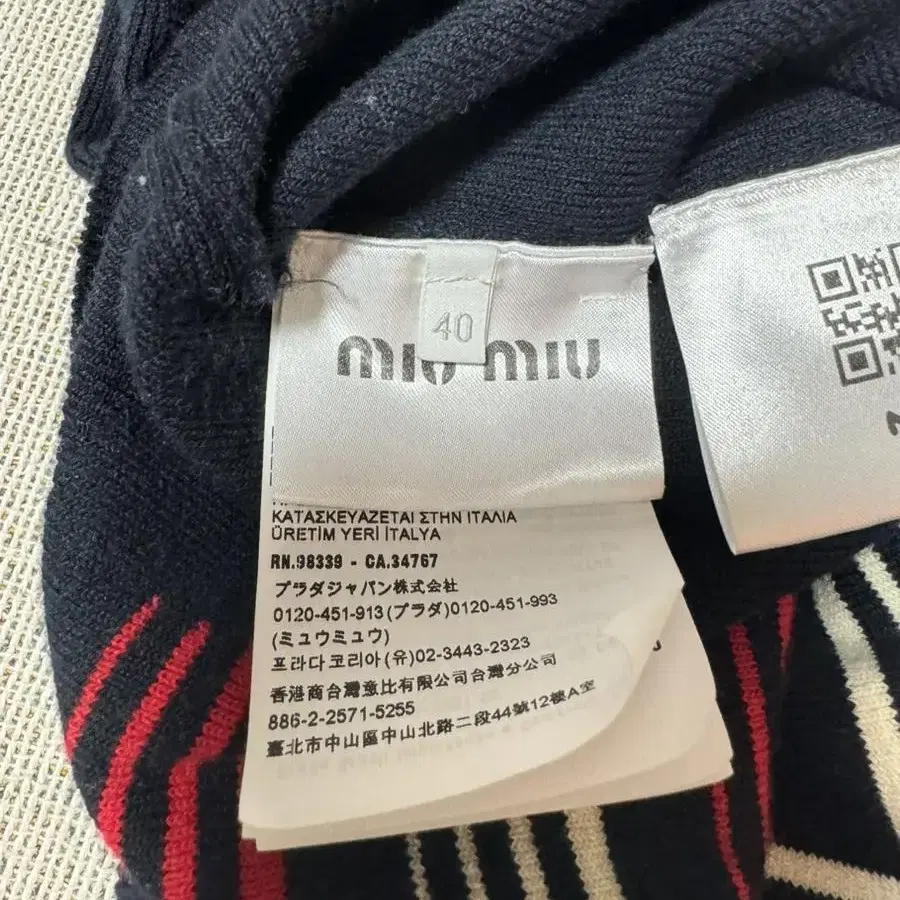 40
miu miu
ΚΑΤΑΣΚΕΥΑΖΕΤΑΙ ΣΤΗΝ ΙΤΑΛΙΑ
ÜRETİM YERİ İTALYA
RN.98339 - CA.34767
プラダジャパン株式会社
0120-451-913(プラダ)0120-451-993
(ミュウミュウ)
프라다코리아(유)02-3443-2323
香港商台灣意比有限公司台灣分公司
886-2-2571-5255
臺北市中山區中山北路二段44號12樓A室